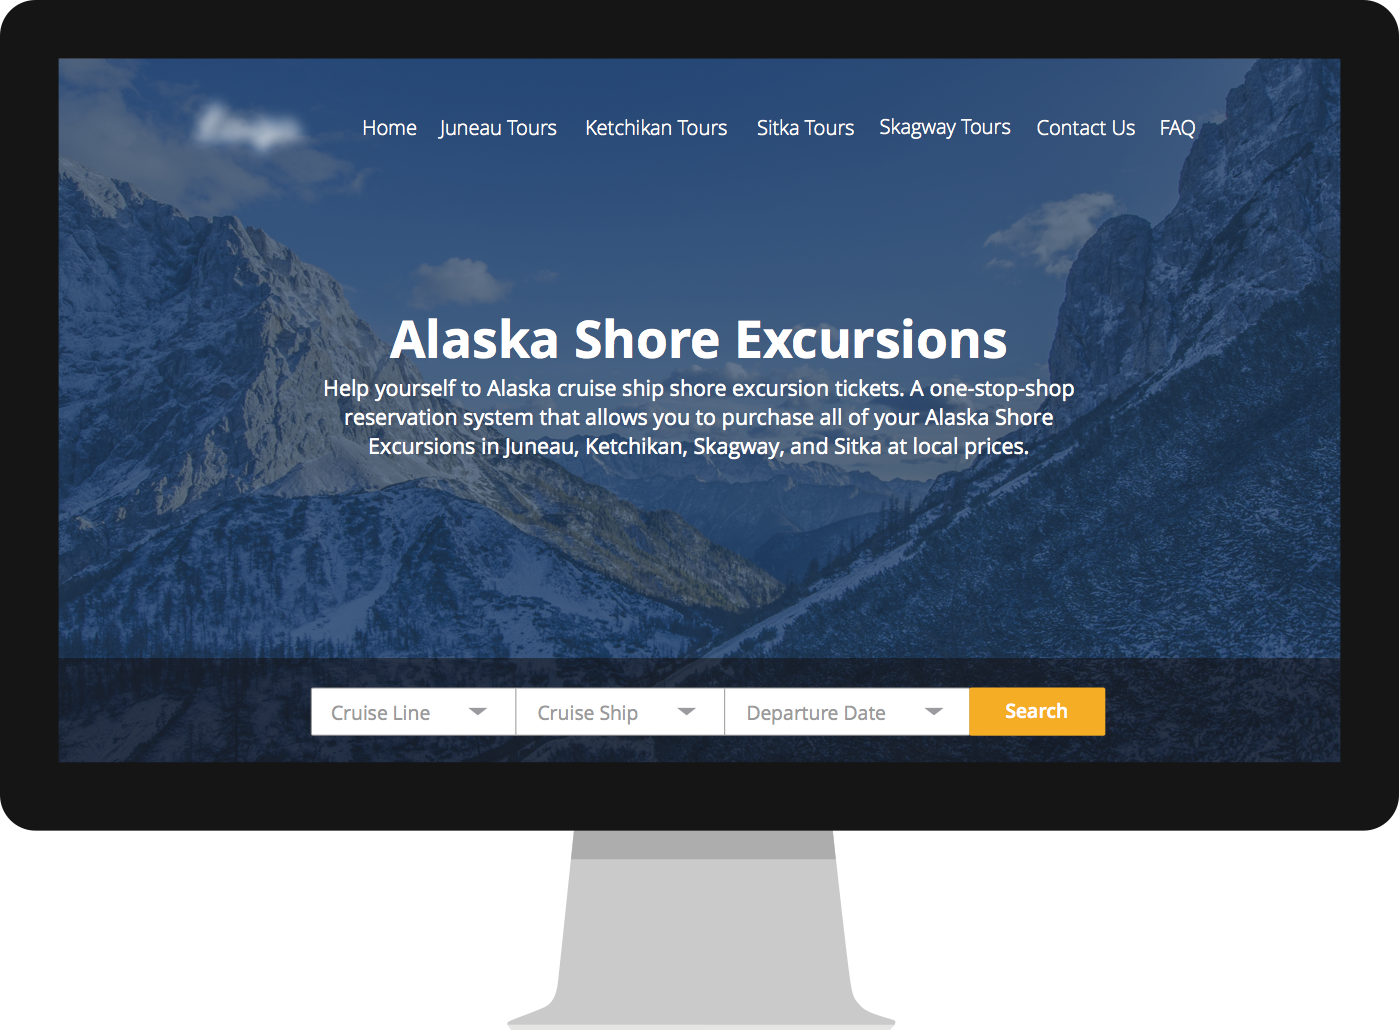 Home Juneau Tours Ketchikan Tours Sitka Tours Skagway Tours Contact Us FAQ
Alaska Shore Excursions
Help yourself to Alaska cruise ship shore excursion tickets. A one-stop-shop
reservation system that allows you to purchase all of your Alaska Shore
Excursions in Juneau, Ketchikan, Skagway, and Sitka at local prices.
Cruise Line Cruise Ship Departure Date Search